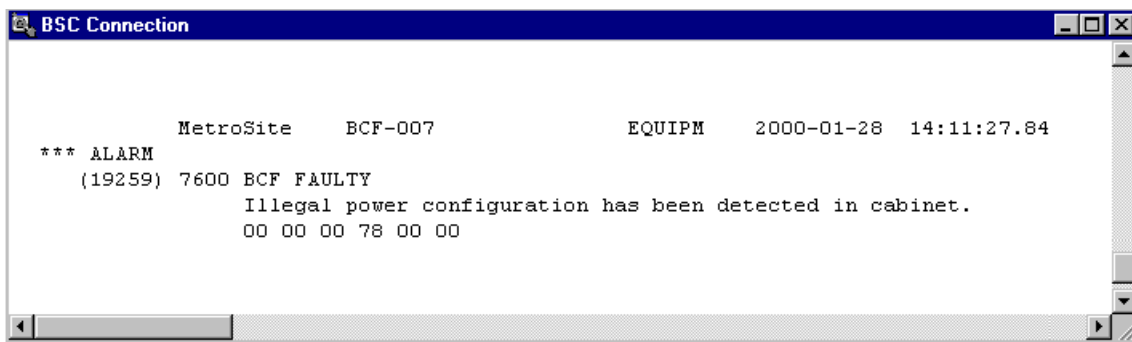 BSC Connection
MetroSite BCF-007 EQUIPM 2000-01-28 14:11:27.84
*** ALARM
(19259) 7600 BCF FAULTY
Illegal power configuration has been detected in cabinet.
00 00 00 78 00 00